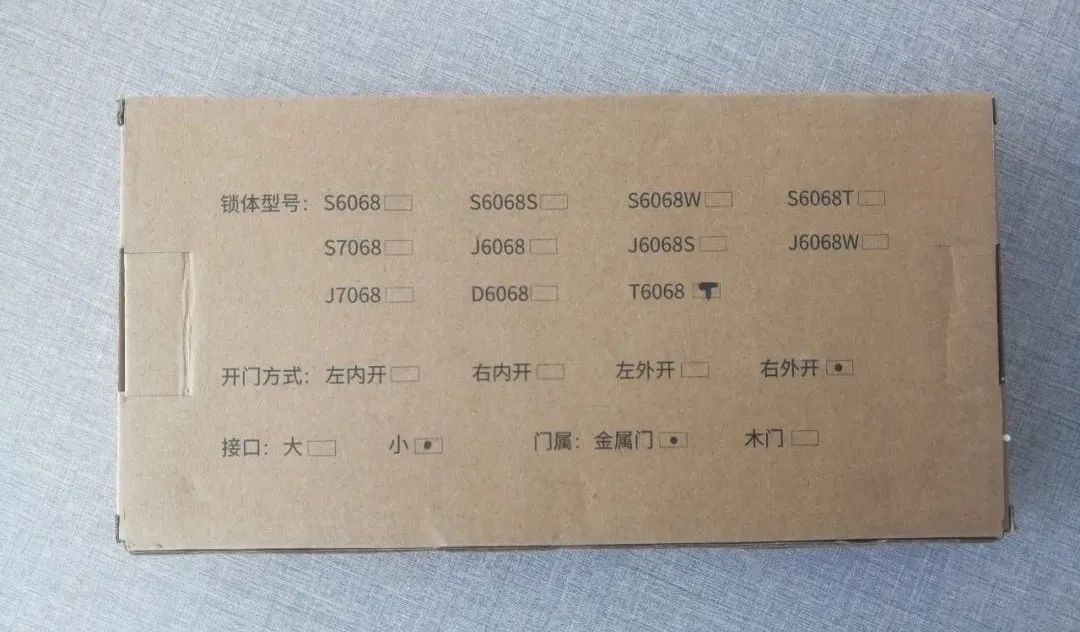 锁体型号：S6068 S6068S S6068W S6068T
S7068 J6068 J6068S J6068W
J7068 D6068 T6068
开门方式：左内开 右内开 左外开 右外开
接口：大 小 门属：金属门 木门